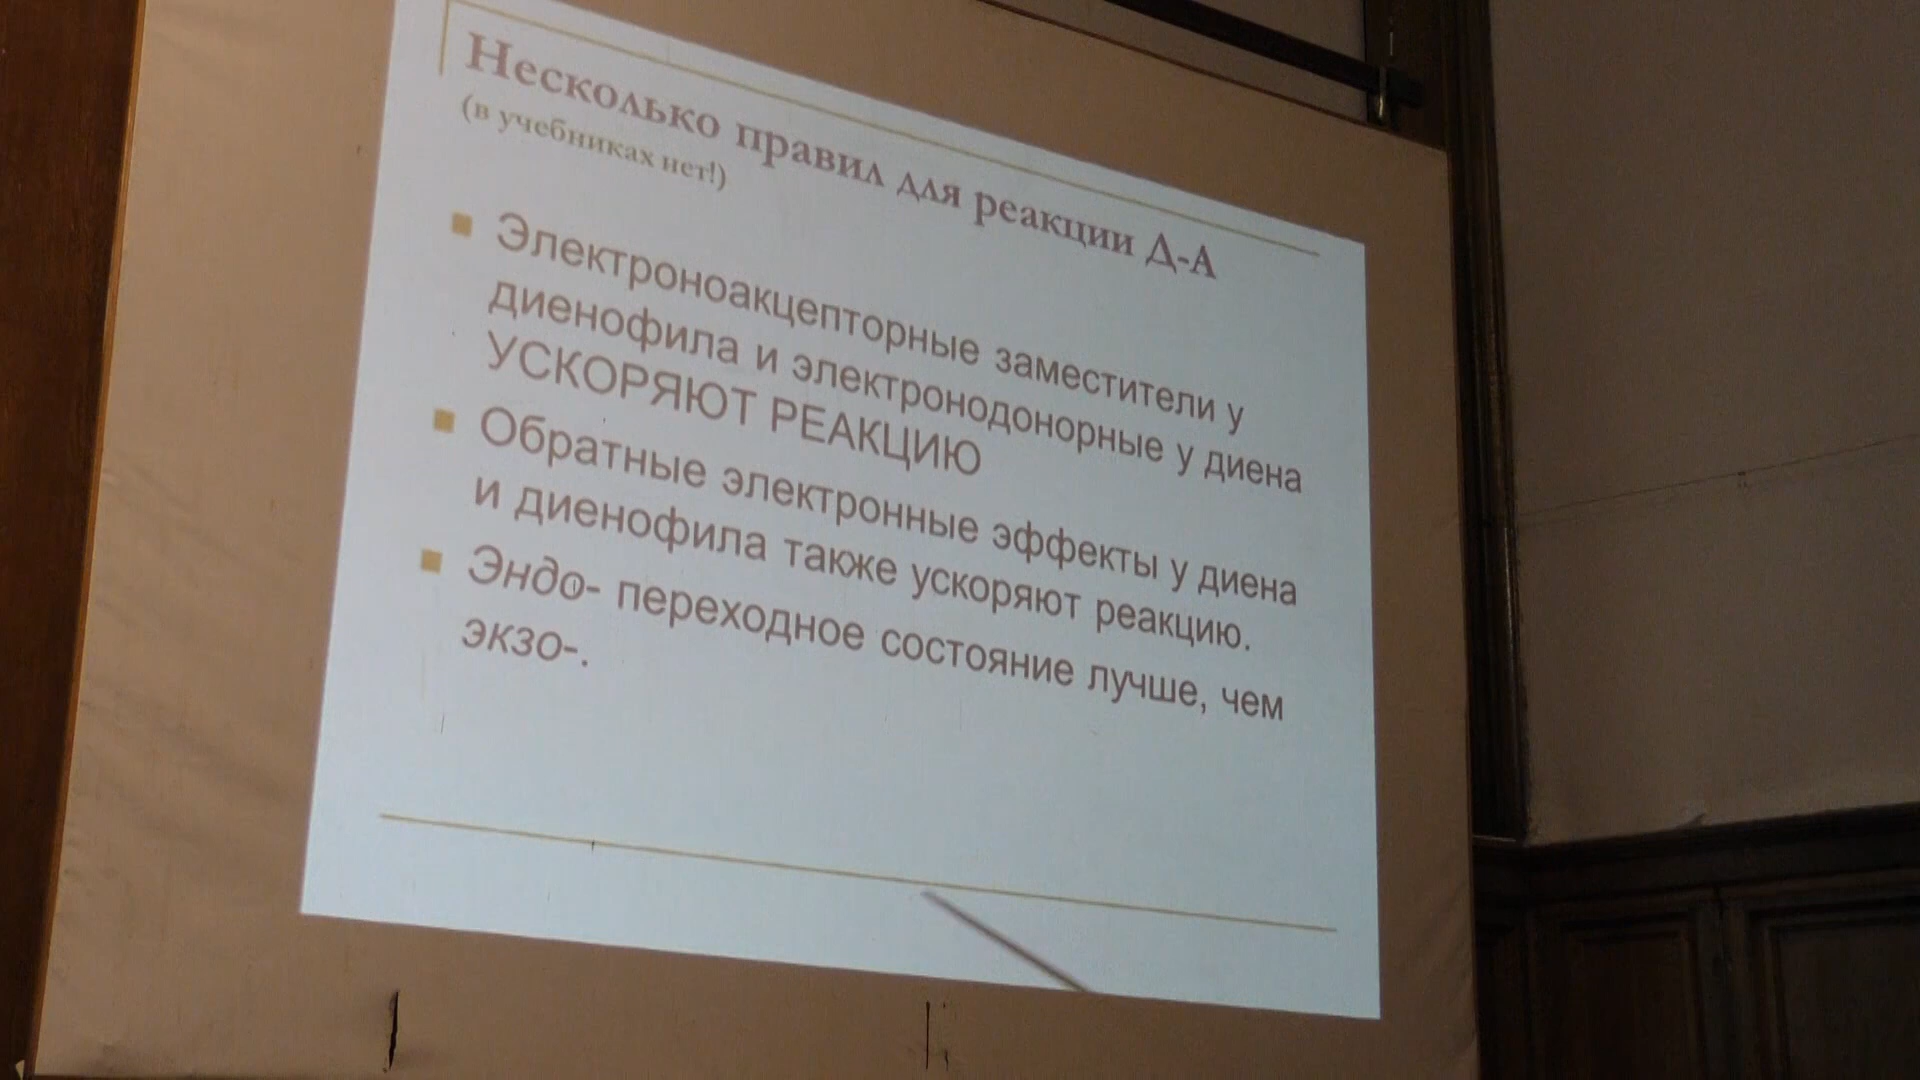 Несколько правил для реакции Д-А
(в учебниках нет!)
Электроноакцепторные заместители у
диенофила и электронодонорные у диена
УСКОРЯЮТ РЕАКЦИЮ
Обратные электронные эффекты у диена
и диенофила также ускоряют реакцию.
Эндо- переходное состояние лучше, чем
экзо-.